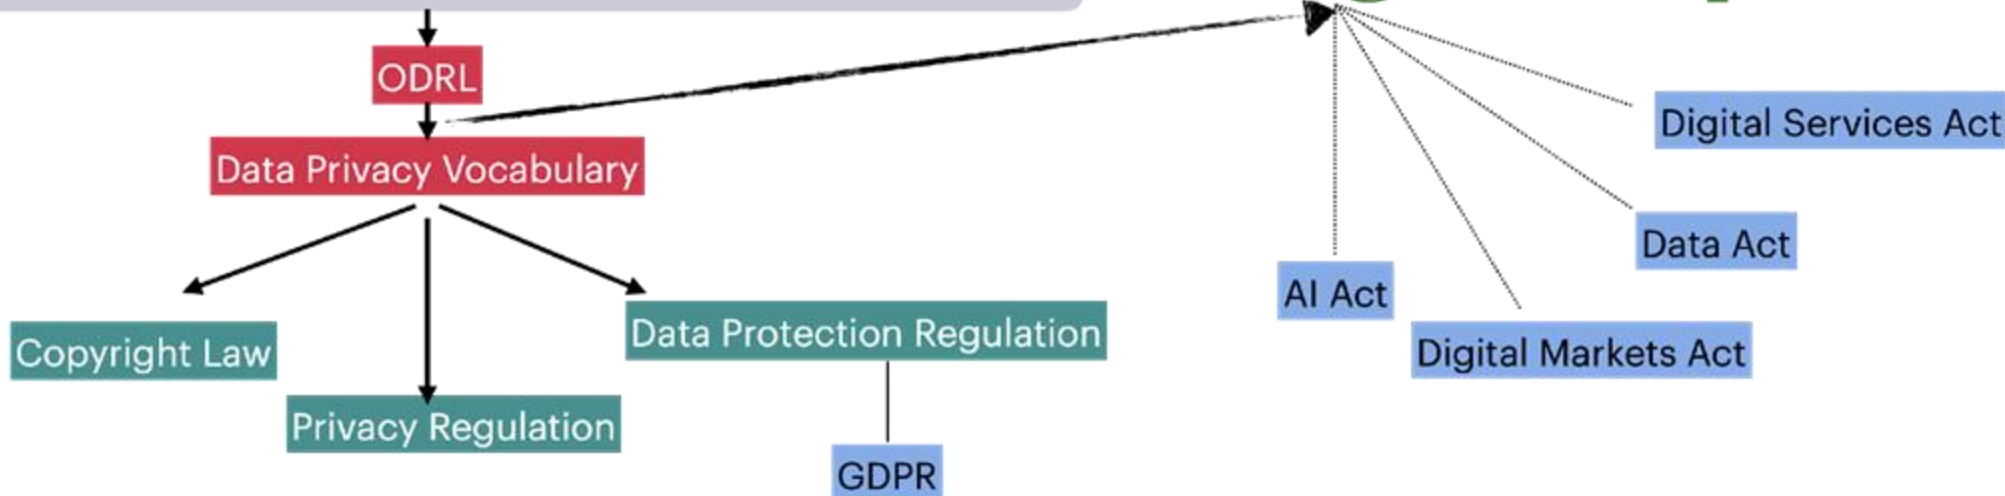 ODRL
Data Privacy Vocabulary
Copyright Law
Privacy Regulation
Data Protection Regulation
GDPR
AI Act
Digital Markets Act
Data Act
Digital Services Act